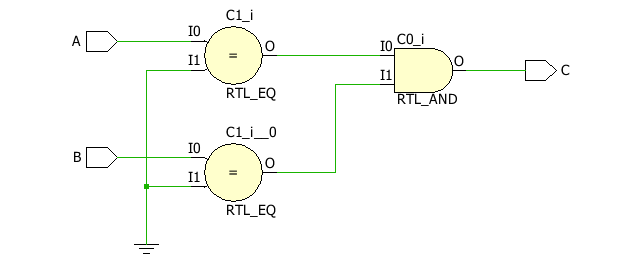 C1_i
A
I0
I1
=
O
RTL_EQ
C0_i
I0
I1
O
RTL_AND
C
C1_i__0
B
I0
I1
=
O
RTL_EQ